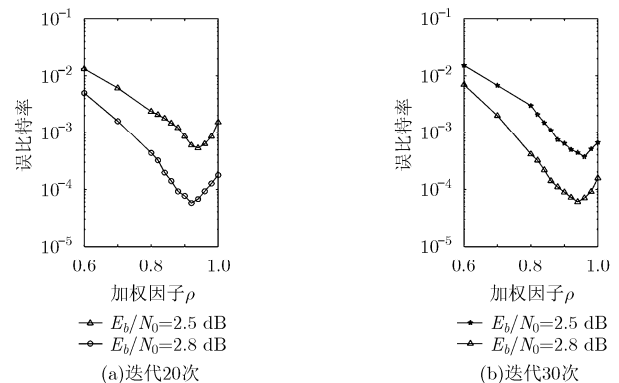 10⁻¹
10⁻²
10⁻³
10⁻⁴
10⁻⁵
误比特率
0.6 0.8 1.0
加权因子ρ
E_b/N_0=2.5 dB
E_b/N_0=2.8 dB
(a)迭代20次
10⁻¹
10⁻²
10⁻³
10⁻⁴
10⁻⁵
误比特率
0.6 0.8 1.0
加权因子ρ
E_b/N_0=2.5 dB
E_b/N_0=2.8 dB
(b)迭代30次